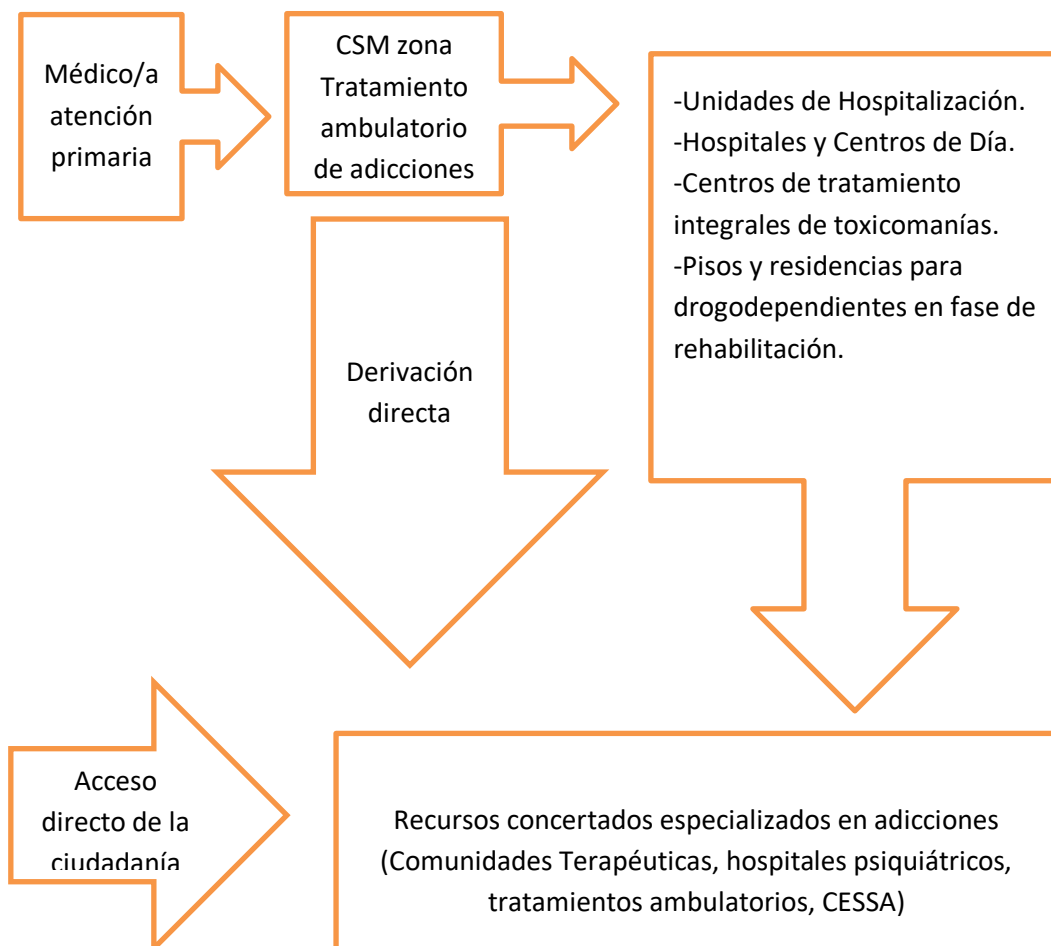 Médico/a
atención
primaria
CSM zona
Tratamiento
ambulatorio
de adicciones
-Unidades de Hospitalización.
-Hospitales y Centros de Día.
-Centros de tratamiento
integrales de toxicomanías.
-Pisos y residencias para
drogodependientes en fase de
rehabilitación.
Derivación
directa
Acceso
directo de la
ciudadanía
Recursos concertados especializados en adicciones
(Comunidades Terapéuticas, hospitales psiquiátricos,
tratamientos ambulatorios, CESSA)